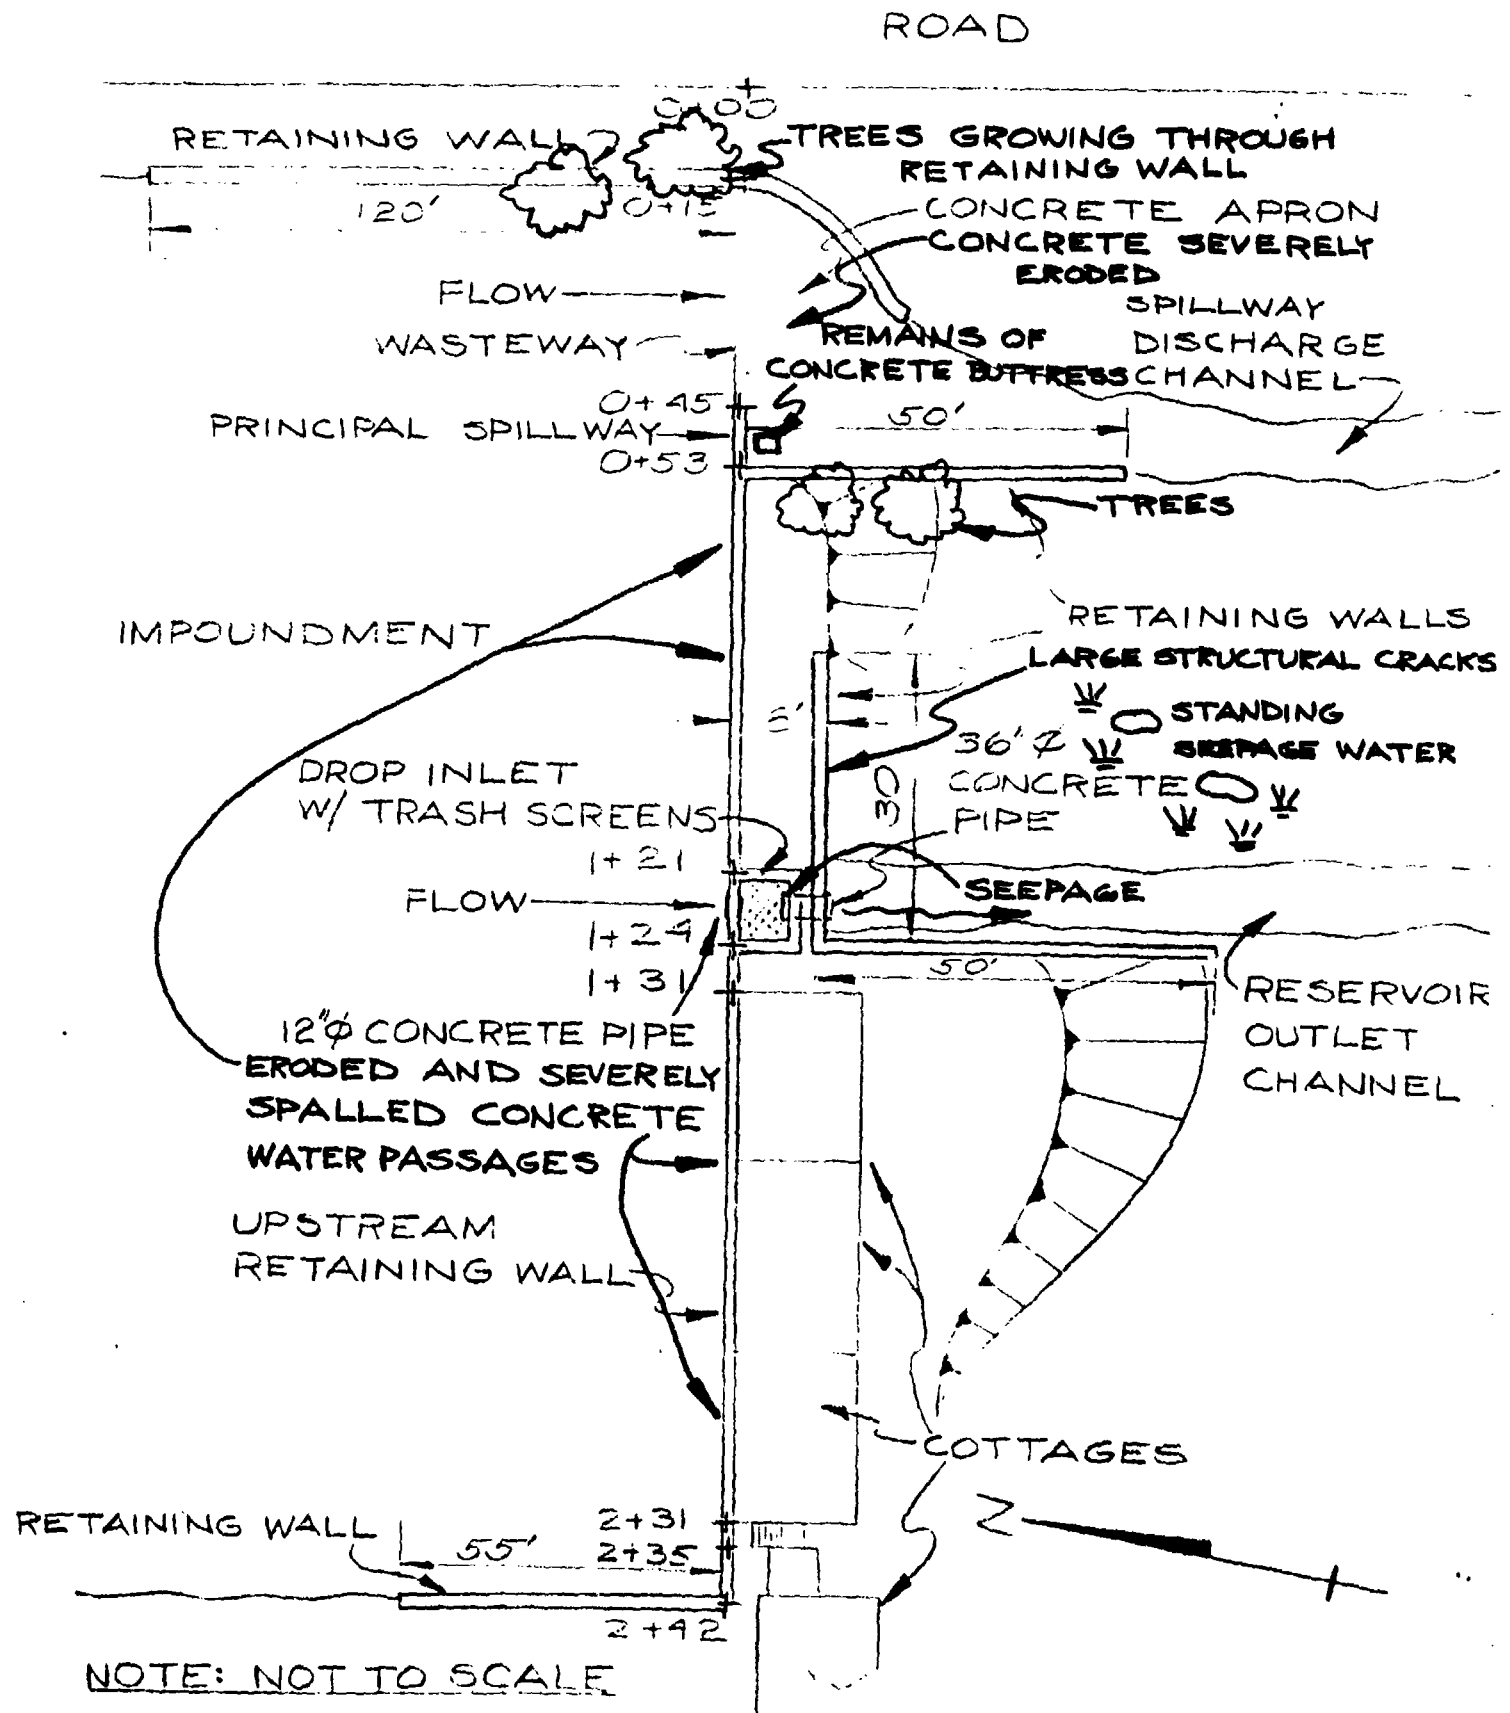 ROAD
0+00
RETAINING WALL
TREES GROWING THROUGH
RETAINING WALL
120'
0+15
CONCRETE APRON
CONCRETE SEVERELY
ERODED
FLOW
SPILLWAY
DISCHARGE
CHANNEL
WASTEWAY
REMAINS OF
CONCRETE BUTTRESS
0+45
PRINCIPAL SPILLWAY
50'
0+53
TREES
IMPOUNDMENT
RETAINING WALLS
LARGE STRUCTURAL CRACKS
STANDING
SEEPAGE WATER
36'
CONCRETE
PIPE
30
DROP INLET
W/ TRASH SCREENS
1+21
FLOW
SEEPAGE
1+24
1+31
50'
RESERVOIR
OUTLET
CHANNEL
12"Ø CONCRETE PIPE
ERODED AND SEVERELY
SPALLED CONCRETE
WATER PASSAGES
UPSTREAM
RETAINING WALL
COTTAGES
RETAINING WALL
55'
2+31
2+35
2+42
N
NOTE: NOT TO SCALE